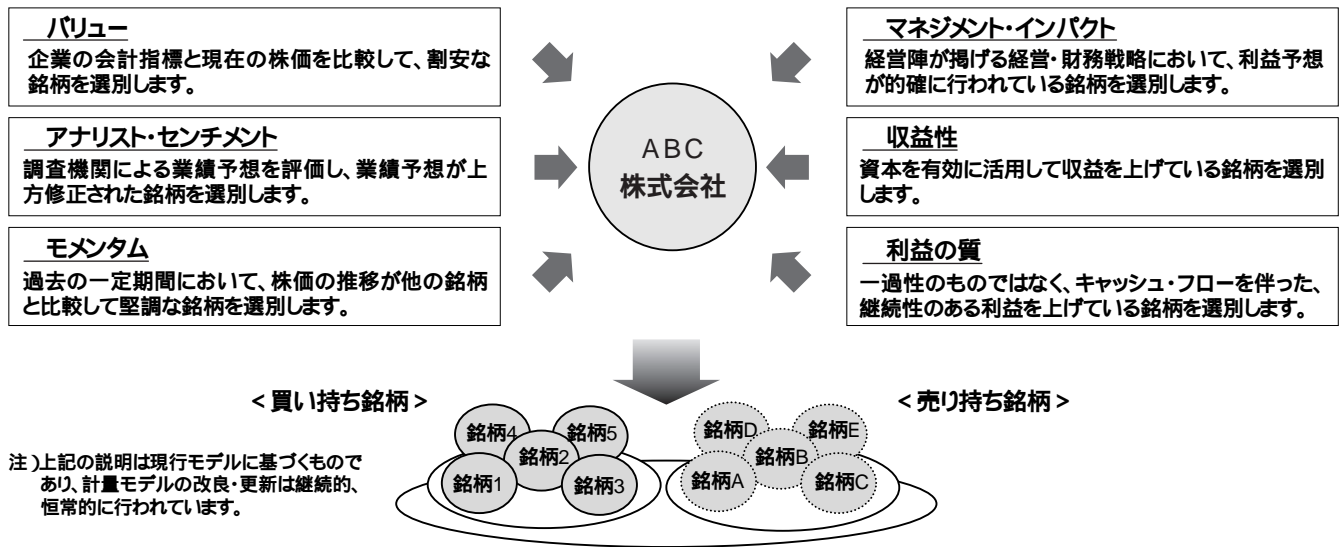 バリュー
企業の会計指標と現在の株価を比較して、割安な
銘柄を選別します。
アナリスト・センチメント
調査機関による業績予想を評価し、業績予想が上
方修正された銘柄を選別します。
モメンタム
過去の一定期間において、株価の推移が他の銘柄
と比較して堅調な銘柄を選別します。
ABC
株式会社
マネジメント・インパクト
経営陣が掲げる経営・財務戦略において、利益予想
が的確に行われている銘柄を選別します。
収益性
資本を有効に活用して収益を上げている銘柄を選別
します。
利益の質
一過性のものではなく、キャッシュ・フローを伴った、
継続性のある利益を上げている銘柄を選別します。
<買い持ち銘柄>
銘柄4
銘柄5
銘柄2
銘柄1
銘柄3
<売り持ち銘柄>
銘柄D
銘柄E
銘柄B
銘柄A
銘柄C
注)上記の説明は現行モデルに基づくもので
あり、計量モデルの改良・更新は継続的、
恒常的に行われています。